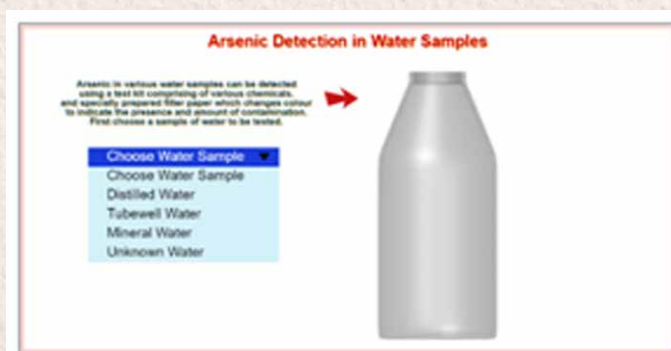 Arsenic Detection in Water Samples
Arsenic in various water samples can be detected
using a test kit comprising of various chemicals.
and specially prepared filter paper which changes colour
to indicate the presence and amount of contamination.
First choose a sample of water to be tested.
Choose Water Sample
Choose Water Sample
Distilled Water
Tubewell Water
Mineral Water
Unknown Water